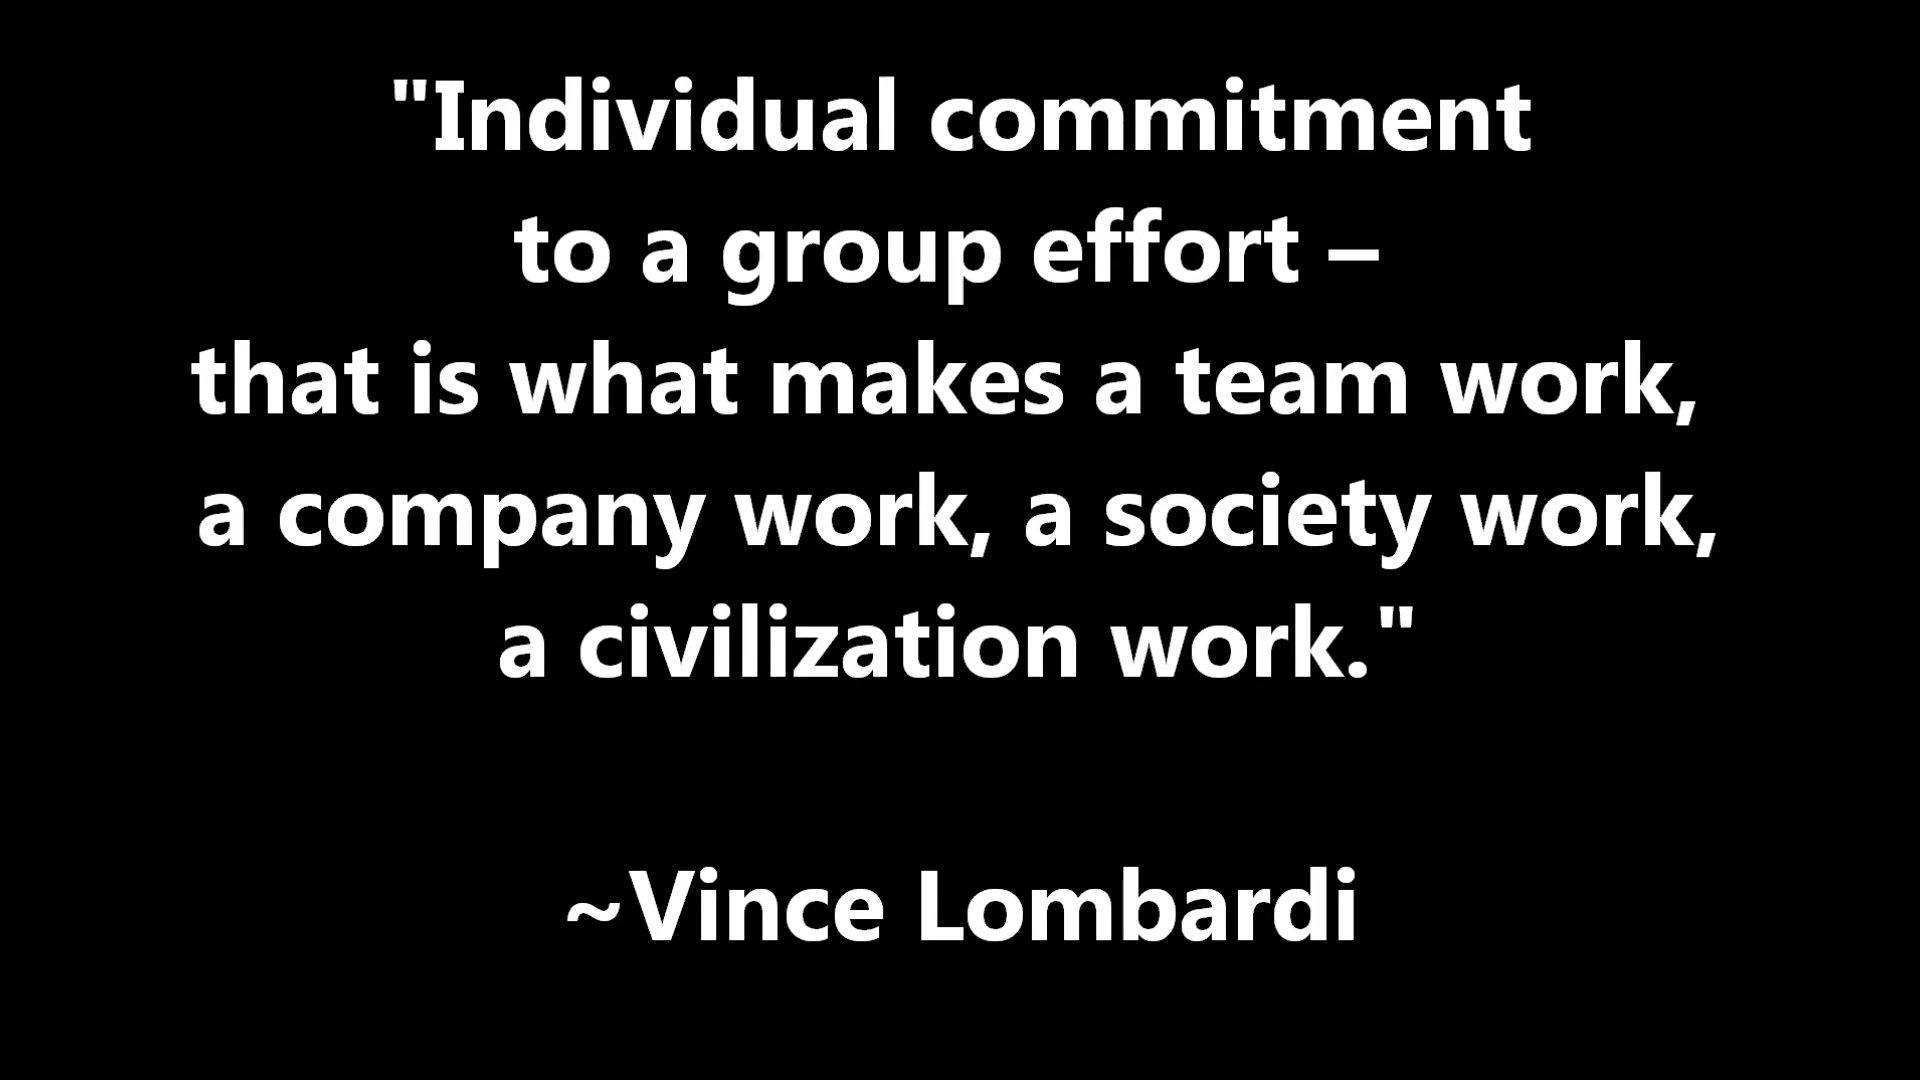 "Individual commitment
to a group effort –
that is what makes a team work,
a company work, a society work,
a civilization work."
~Vince Lombardi